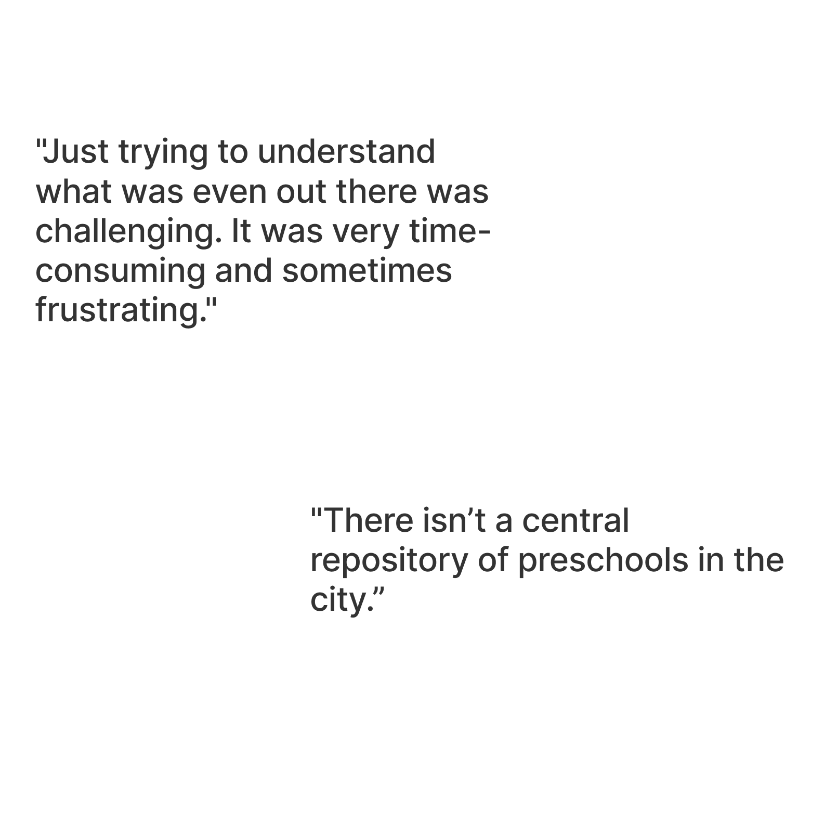 "Just trying to understand
what was even out there was
challenging. It was very time-
consuming and sometimes
frustrating."
"There isn’t a central
repository of preschools in the
city.”